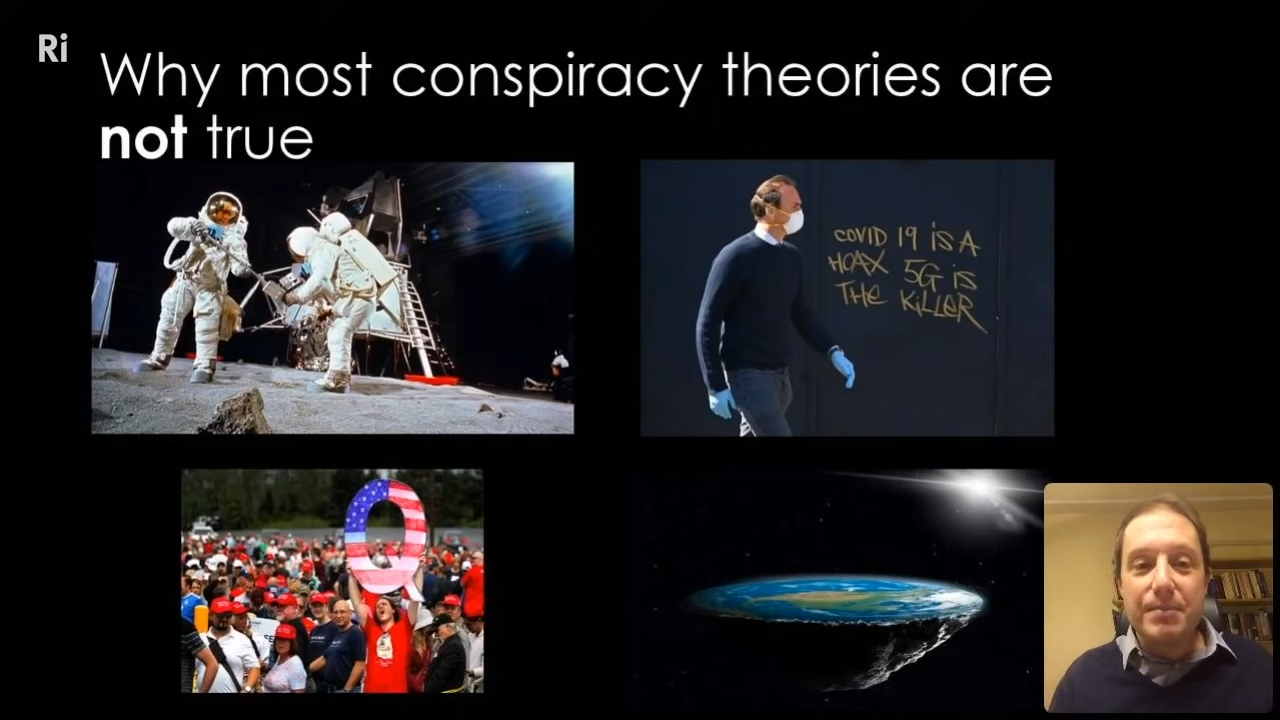 Ri
Why most conspiracy theories are
not true
COVID 19 iS A
HOAX 5G iS
THE KiLLER
Q